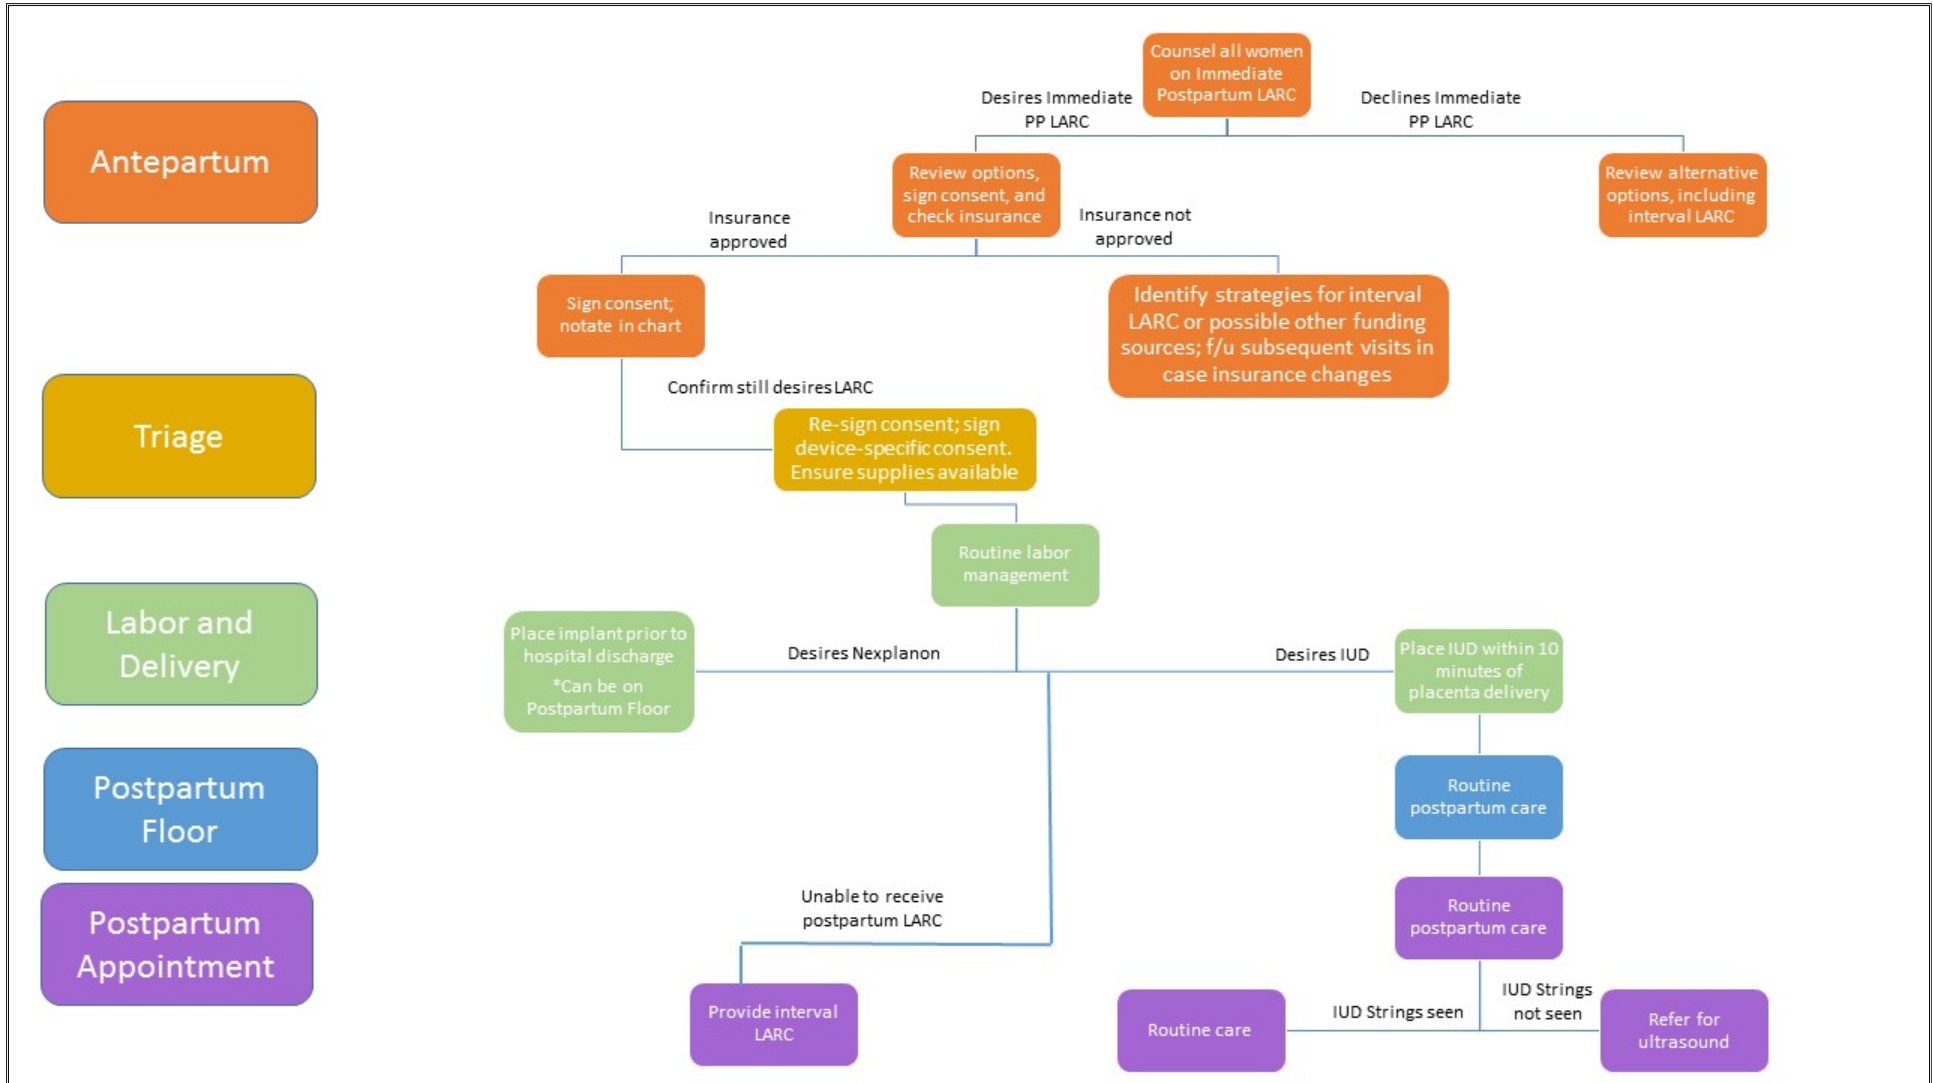 Counsel all women
on Immediate
Postpartum LARC
Desires Immediate
PP LARC
Declines Immediate
PP LARC
Antepartum
Review options,
sign consent, and
check insurance
Review alternative
options, including
interval LARC
Insurance
approved
Insurance not
approved
Sign consent;
notate in chart
Identify strategies for interval
LARC or possible other funding
sources; f/u subsequent visits in
case insurance changes
Confirm still desires LARC
Triage
Re-sign consent; sign
device-specific consent.
Ensure supplies available
Routine labor
management
Labor and
Delivery
Place implant prior to
hospital discharge
*Can be on
Postpartum Floor
Desires Nexplanon
Desires IUD
Place IUD within 10
minutes of
placenta delivery
Postpartum
Floor
Routine
postpartum care
Postpartum
Appointment
Unable to receive
postpartum LARC
Routine
postpartum care
Provide interval
LARC
Routine care
IUD Strings seen
IUD Strings
not seen
Refer for
ultrasound